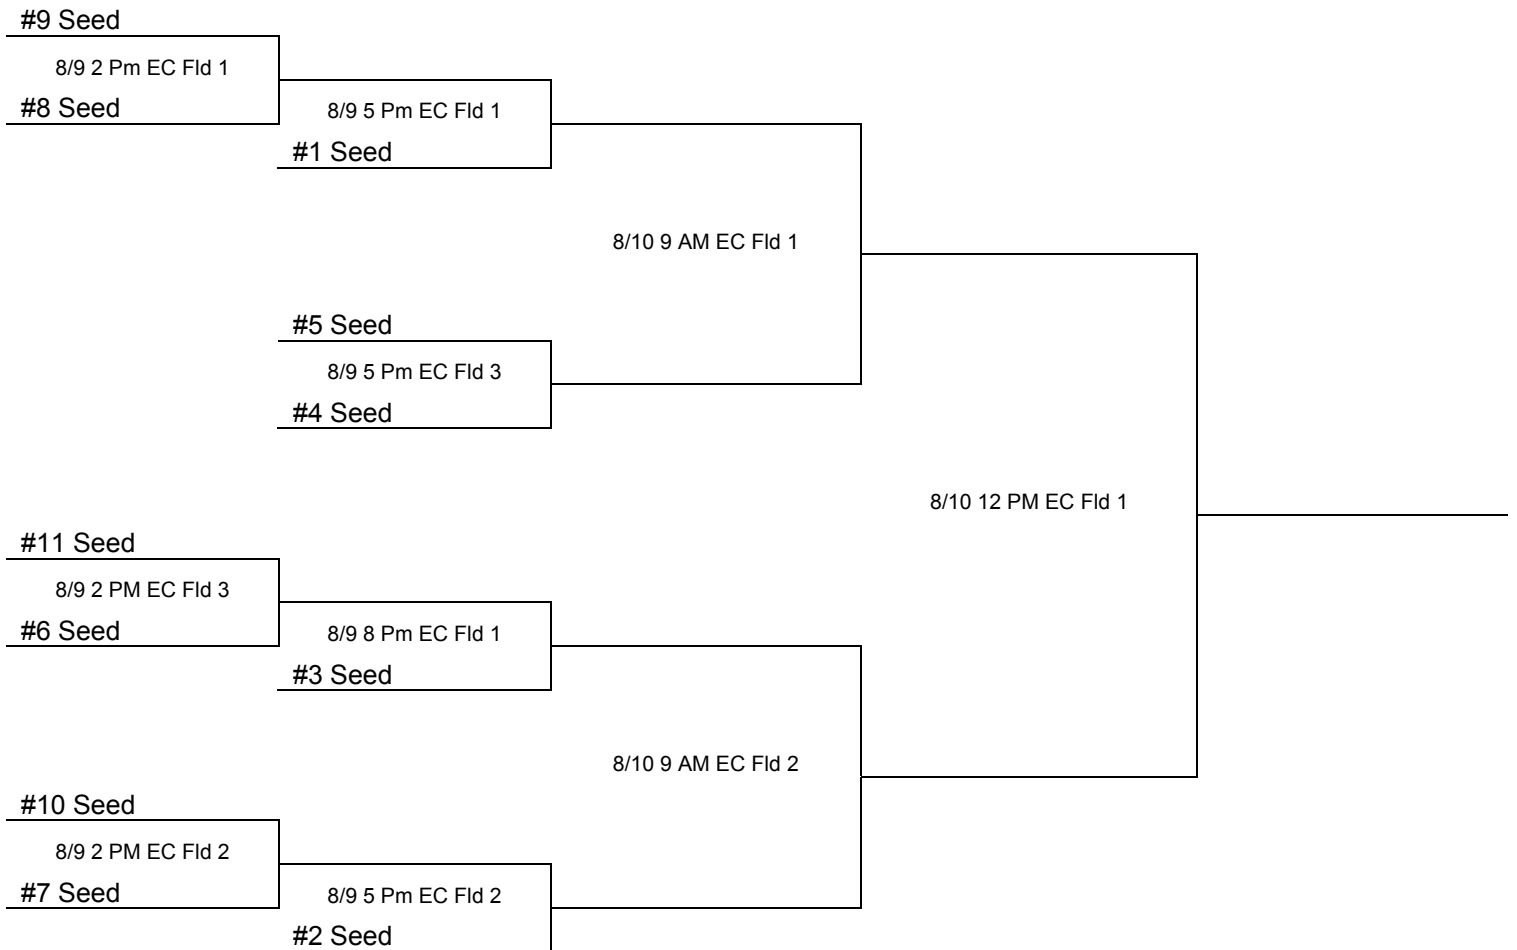 #9 Seed
8/9 2 Pm EC Fld 1
#8 Seed
8/9 5 Pm EC Fld 1
#1 Seed
8/10 9 AM EC Fld 1
#5 Seed
8/9 5 Pm EC Fld 3
#4 Seed
8/10 12 PM EC Fld 1
#11 Seed
8/9 2 PM EC Fld 3
#6 Seed
8/9 8 Pm EC Fld 1
#3 Seed
8/10 9 AM EC Fld 2
#10 Seed
8/9 2 PM EC Fld 2
#7 Seed
8/9 5 Pm EC Fld 2
#2 Seed